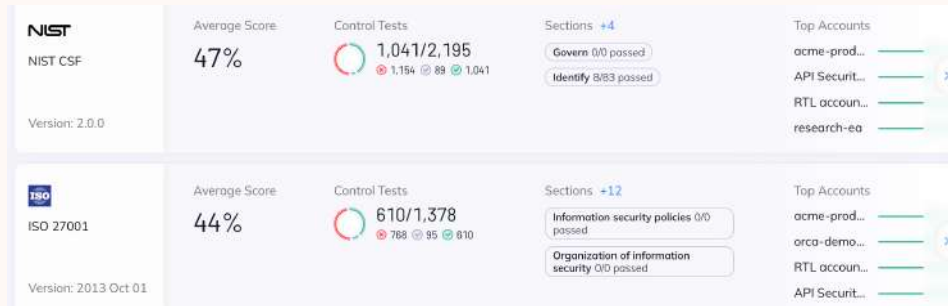 NIST
NIST CSF
Version: 2.0.0
Average Score
47%
Control Tests
1,041/2,195
1,154 89 1,041
Sections +4
Govern 0/0 passed
Identify 8/83 passed
Top Accounts
acme-prod...
API Securit...
RTL accoun...
research-ea
ISO
ISO 27001
Version: 2013 Oct 01
Average Score
44%
Control Tests
610/1,378
768 95 610
Sections +12
Information security policies 0/0
passed
Organization of information
security 0/0 passed
Top Accounts
acme-prod...
orca-demo...
RTL accoun...
API Securit...